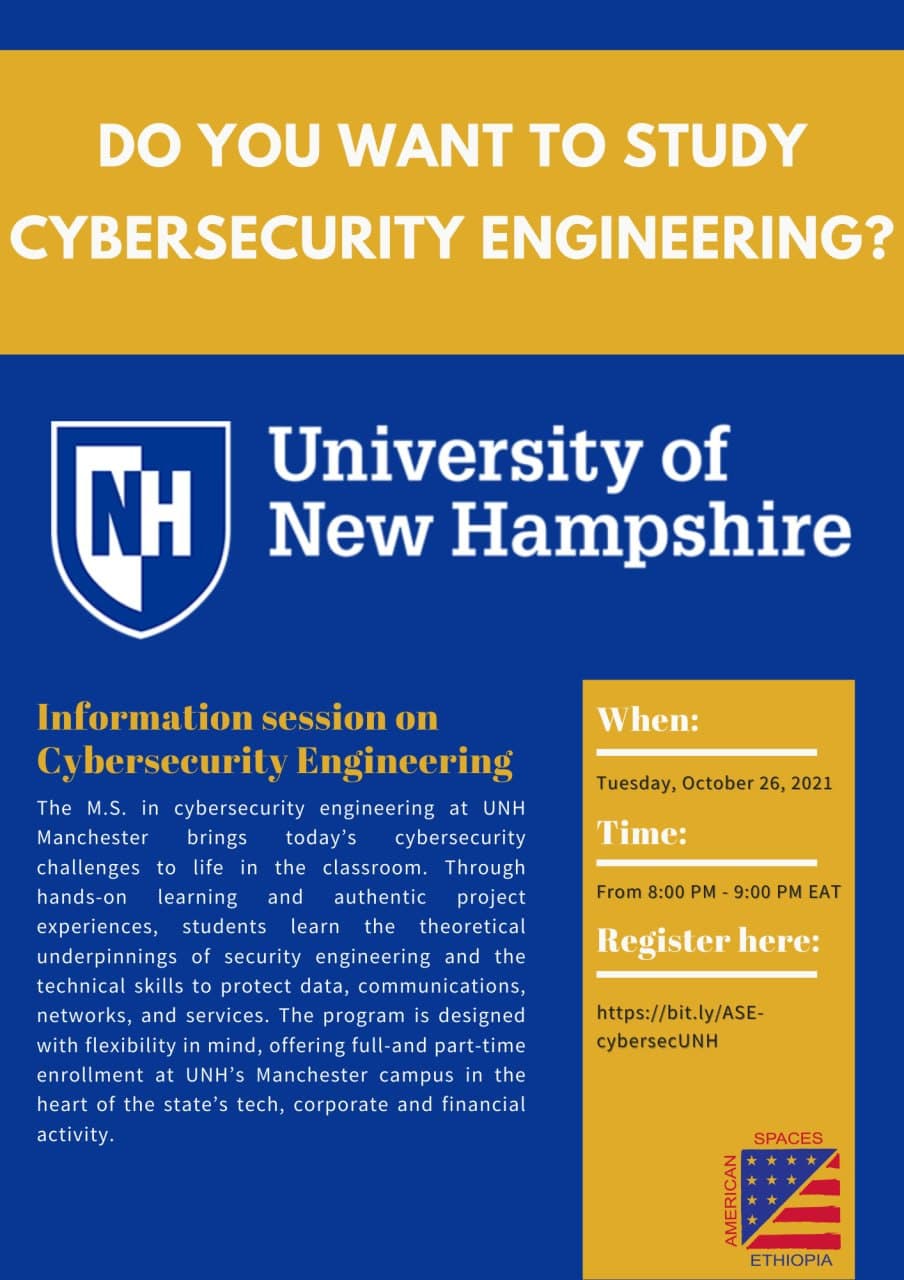 DO YOU WANT TO STUDY
CYBERSECURITY ENGINEERING?
NH
University of
New Hampshire
Information session on
Cybersecurity Engineering
The M.S. in cybersecurity engineering at UNH
Manchester brings today’s cybersecurity
challenges to life in the classroom. Through
hands-on learning and authentic project
experiences, students learn the theoretical
underpinnings of security engineering and the
technical skills to protect data, communications,
networks, and services. The program is designed
with flexibility in mind, offering full-and part-time
enrollment at UNH’s Manchester campus in the
heart of the state’s tech, corporate and financial
activity.
When:
Tuesday, October 26, 2021
Time:
From 8:00 PM - 9:00 PM EAT
Register here:
https://bit.ly/ASE-
cybersecUNH
AMERICAN
SPACES
ETHIOPIA